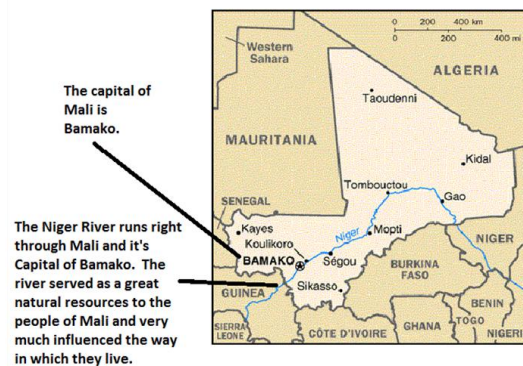 0 200 400 km
0 200 400 mi
Western
Sahara
ALGERIA
The capital of
Mali is
Bamako.
Taoudenni
MAURITANIA
Kidal
Tombouctou
Gao
SENEGAL
The Niger River runs right
through Mali and it's
Capital of Bamako. The
river served as a great
natural resources to the
people of Mali and very
much influenced the way
in which they live.
Kayes
Koulikoro
Niger
Mopti
NIGER
BAMAKO
Ségou
BURKINA
FASO
Sikasso
GUINEA
BENIN
SIERRA
LEONE
CÔTE D'IVOIRE
GHANA
TOGO
NIGERI